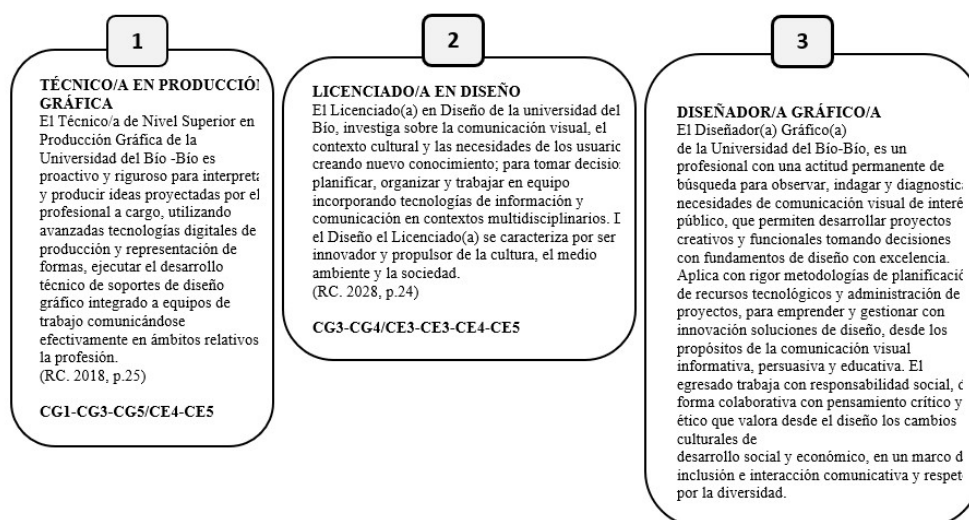 1
TÉCNICO/A EN PRODUCCIÓ
GRÁFICA
El Técnico/a de Nivel Superior en
Producción Gráfica de la
Universidad del Bío -Bío es
proactivo y riguroso para interpreta
y producir ideas proyectadas por el
profesional a cargo, utilizando
avanzadas tecnologías digitales de
producción y representación de
formas, ejecutar el desarrollo
técnico de soportes de diseño
gráfico integrado a equipos de
trabajo comunicándose
efectivamente en ámbitos relativos
la profesión.
(RC. 2018, p.25)
CG1-CG3-CG5/CE4-CE5
2
LICENCIADO/A EN DISEÑO
El Licenciado(a) en Diseño de la universidad del
Bío, investiga sobre la comunicación visual, el
contexto cultural y las necesidades de los usuario
creando nuevo conocimiento; para tomar decisio
planificar, organizar y trabajar en equipo
incorporando tecnologías de información y
comunicación en contextos multidisciplinarios.
el Diseño el Licenciado(a) se caracteriza por ser
innovador y propulsor de la cultura, el medio
ambiente y la sociedad.
(RC. 2028, p.24)
CG3-CG4/CE3-CE3-CE4-CE5
3
DISEÑADOR/A GRÁFICO/A
El Diseñador(a) Gráfico(a)
de la Universidad del Bío-Bío, es un
profesional con una actitud permanente de
búsqueda para observar, indagar y diagnostica
necesidades de comunicación visual de interé
público, que permiten desarrollar proyectos
creativos y funcionales tomando decisiones
con fundamentos de diseño con excelencia.
Aplica con rigor metodologías de planificació
de recursos tecnológicos y administración de
proyectos, para emprender y gestionar con
innovación soluciones de diseño, desde los
propósitos de la comunicación visual
informativa, persuasiva y educativa. El
egresado trabaja con responsabilidad social, d
forma colaborativa con pensamiento crítico y
ético que valora desde el diseño los cambios
culturales de
desarrollo social y económico, en un marco d
inclusión e interacción comunicativa y respet
por la diversidad.